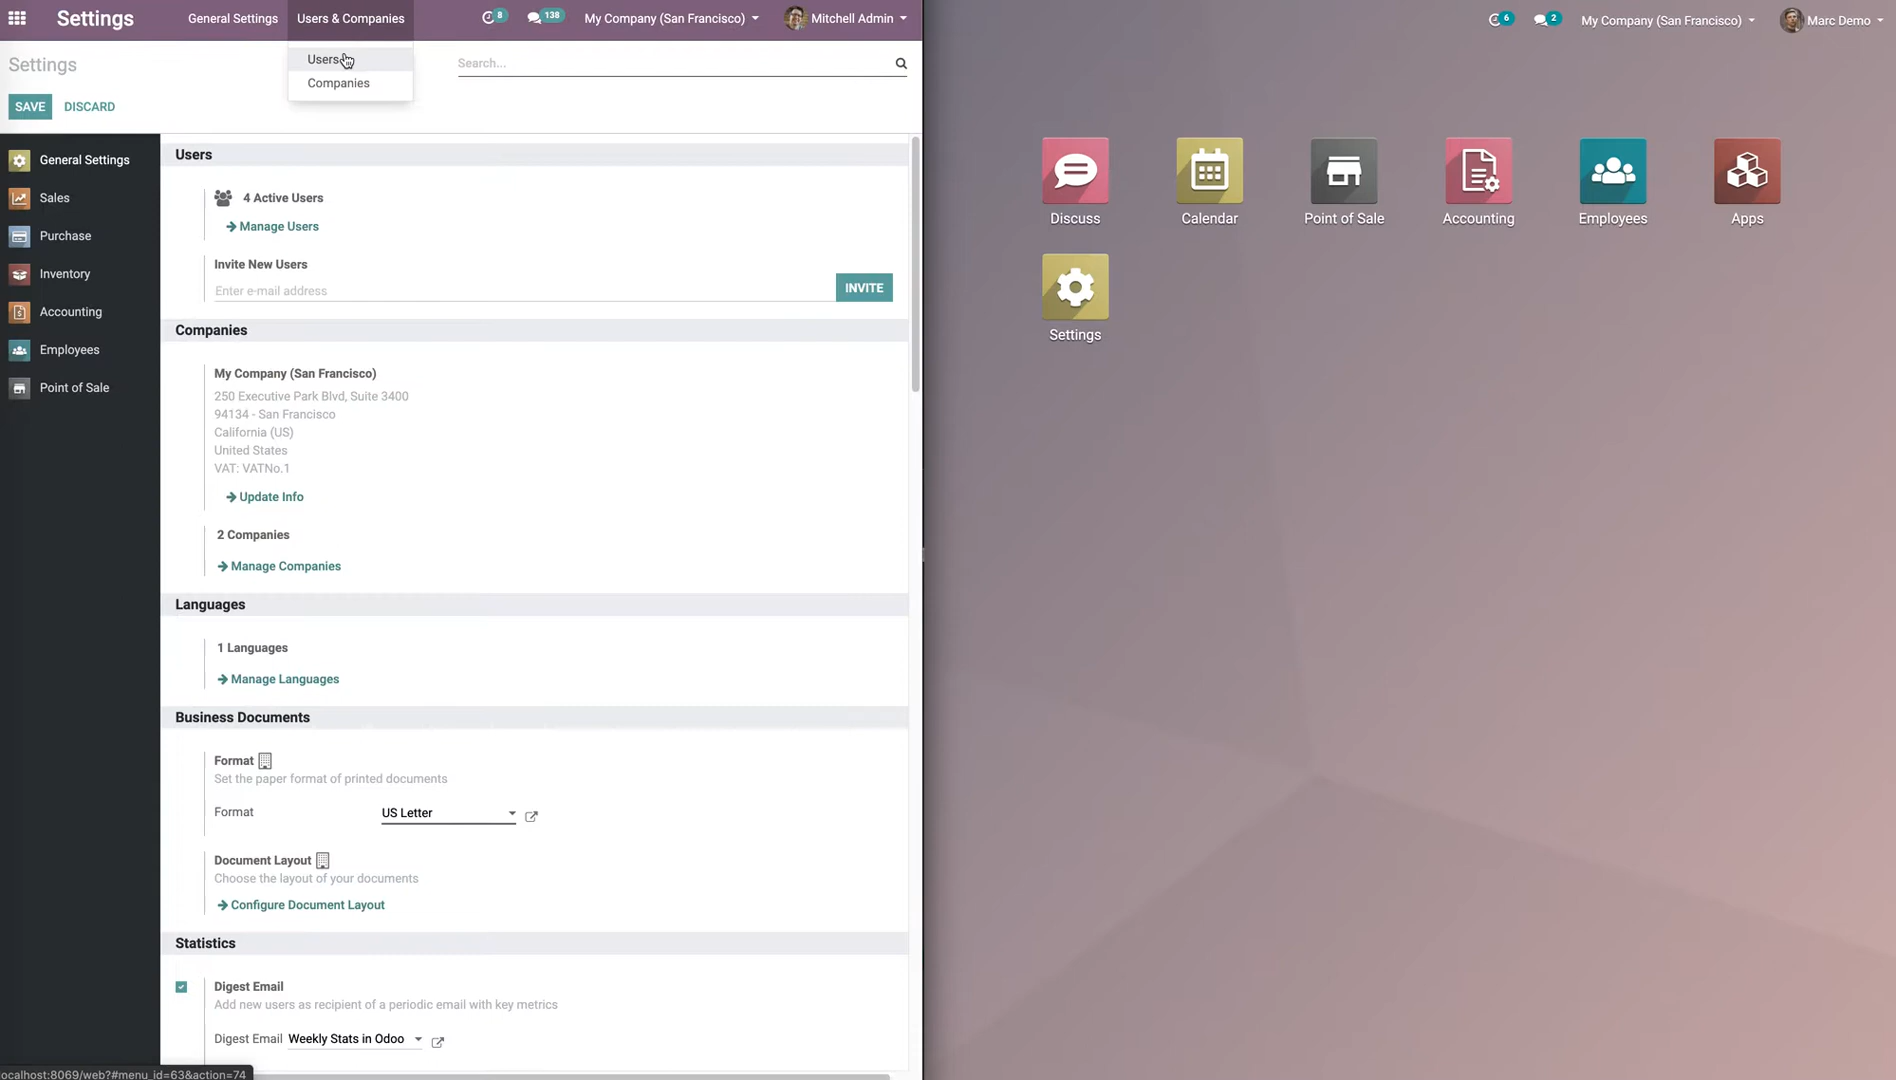 Settings
General Settings
Users & Companies
8
138
My Company (San Francisco)
Mitchell Admin
Users
Companies
Settings
Search...
SAVE
DISCARD
General Settings
Sales
Purchase
Inventory
Accounting
Employees
Point of Sale
Users
4 Active Users
Manage Users
Invite New Users
Enter e-mail address
INVITE
Companies
My Company (San Francisco)
250 Executive Park Blvd, Suite 3400
94134 - San Francisco
California (US)
United States
VAT: VATNo.1
Update Info
2 Companies
Manage Companies
Languages
1 Languages
Manage Languages
Business Documents
Format
Set the paper format of printed documents
Format
US Letter
Document Layout
Choose the layout of your documents
Configure Document Layout
Statistics
Digest Email
Add new users as recipient of a periodic email with key metrics
Digest Email
Weekly Stats in Odoo
ocalhost:8069/web?#menu_id=63&action=74
6
2
My Company (San Francisco)
Marc Demo
Discuss
Calendar
Point of Sale
Accounting
Employees
Apps
Settings